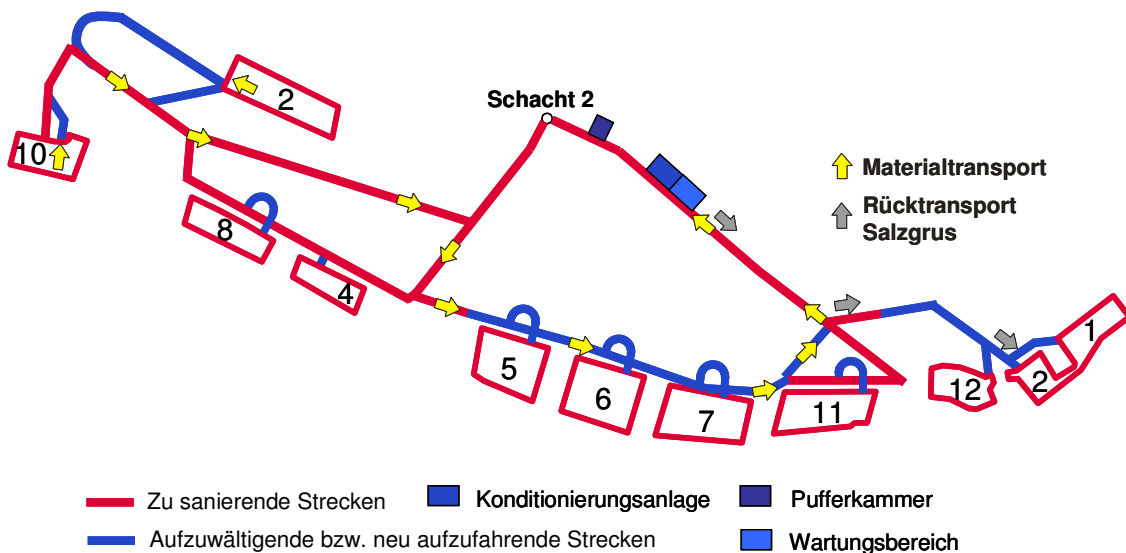 2
Schacht 2
10
Materialtransport
Rücktransport
Salzgrus
8
4
1
5
2
12
6
7
11
Zu sanierende Strecken
Konditionierungsanlage
Pufferkammer
Aufzuwältigende bzw. neu aufzufahrende Strecken
Wartungsbereich